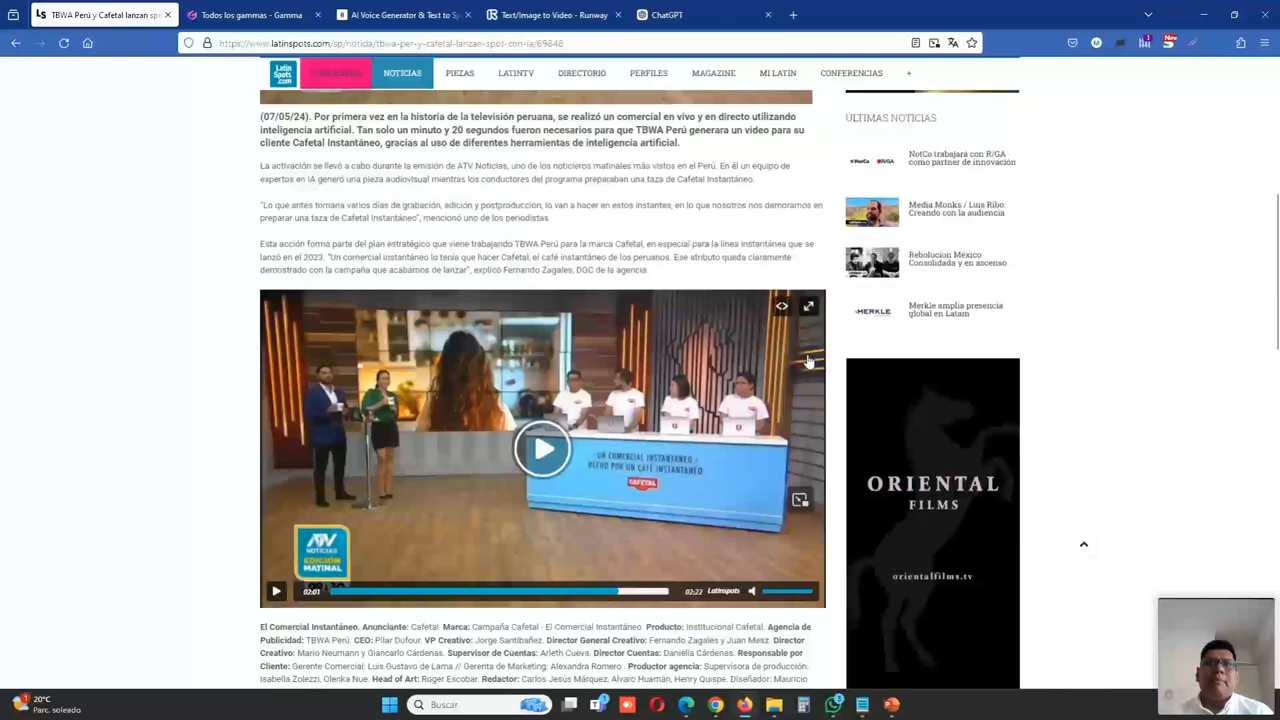 TBWA Perú y Cafetal lanzan sp
Todos los gammas - Gamma
AI Voice Generator & Text to Sp
Text/Image to Video - Runway
ChatGPT
https://www.latinspots.com/sp/noticia/tbwa-per-y-cafetal-lanzan-spot-con-ia/69848
Latin
Spots
.com
NOTICIAS
PIEZAS
LATINTV
DIRECTORIO
PERFILES
MAGAZINE
MI LATIN
CONFERENCIAS
+
(07/05/24). Por primera vez en la historia de la televisión peruana, se realizó un comercial en vivo y en directo utilizando
inteligencia artificial. Tan solo un minuto y 20 segundos fueron necesarios para que TBWA Perú generara un video para su
cliente Cafetal Instantáneo, gracias al uso de diferentes herramientas de inteligencia artificial.
La activación se llevó a cabo durante la emisión de ATV Noticias, uno de los noticieros matinales más vistos en el Perú. En él un equipo de
expertos en IA generó una pieza audiovisual mientras los conductores del programa preparaban una taza de Cafetal Instantáneo.
"Lo que antes tomaría varios días de grabación, edición y postproducción, lo van a hacer en estos instantes, en lo que nosotros nos demoramos en
preparar una taza de Cafetal Instantáneo", mencionó uno de los periodistas.
Esta acción forma parte del plan estratégico que viene trabajando TBWA Perú para la marca Cafetal, en especial para la línea instantánea que se
lanzó en el 2023. "Un comercial instantáneo lo tenía que hacer Cafetal, el café instantáneo de los peruanos. Ese atributo queda claramente
demostrado con la campaña que acabamos de lanzar", explicó Fernando Zagales, DGC de la agencia
UN COMERCIAL INSTANTÁNEO
HECHO POR UN CAFÉ INSTANTÁNEO
CAFETAL
ATV
NOTICIAS
EDICIÓN
MATINAL
02:01
02:22
Latinspots
El Comercial Instantáneo. Anunciante: Cafetal. Marca: Campaña Cafetal - El Comercial Instantáneo. Producto: Institucional Cafetal. Agencia de
Publicidad: TBWA Perú. CEO: Pilar Dufour. VP Creativo: Jorge Santibañez. Director General Creativo: Fernando Zagales y Juan Mesz. Director
Creativo: Mario Neumann y Giancarlo Cárdenas. Supervisor de Cuentas: Arleth Cueva. Director Cuentas: Daniella Cárdenas. Responsable por
Cliente: Gerente Comercial: Luis Gustavo de Lama // Gerenta de Marketing: Alexandra Romero . Productor agencia: Supervisora de producción.
Isabella Zolezzi, Olenka Nue. Head of Art: Roger Escobar. Redactor: Carlos Jesús Márquez, Alvaro Huamán, Henry Quispe. Diseñador: Mauricio
ÚLTIMAS NOTICIAS
NotCo
R/GA
NotCo trabajará con R/GA
como partner de innovación
Media Monks / Luis Ribo:
Creando con la audiencia
Rebolucion México:
Consolidada y en ascenso
MERKLE
Merkle amplía presencia
global en Latam
ORIENTAL
FILMS
orientalfilms.tv
20°C
Parc. soleado
Buscar